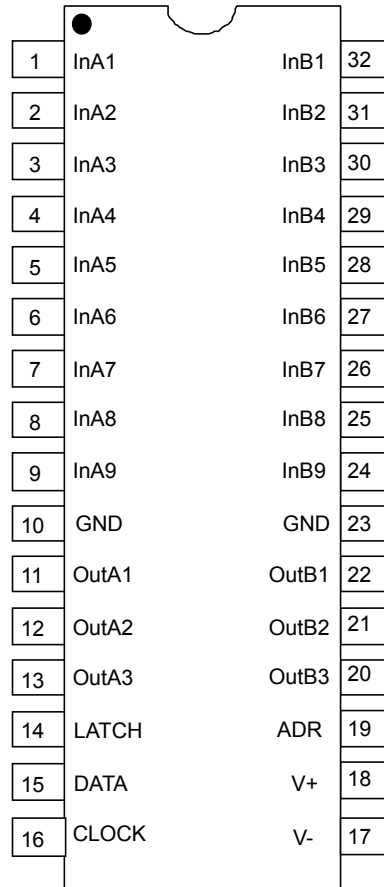 1 InA1 InB1 32
2 InA2 InB2 31
3 InA3 InB3 30
4 InA4 InB4 29
5 InA5 InB5 28
6 InA6 InB6 27
7 InA7 InB7 26
8 InA8 InB8 25
9 InA9 InB9 24
10 GND GND 23
11 OutA1 OutB1 22
12 OutA2 OutB2 21
13 OutA3 OutB3 20
14 LATCH ADR 19
15 DATA V+ 18
16 CLOCK V- 17